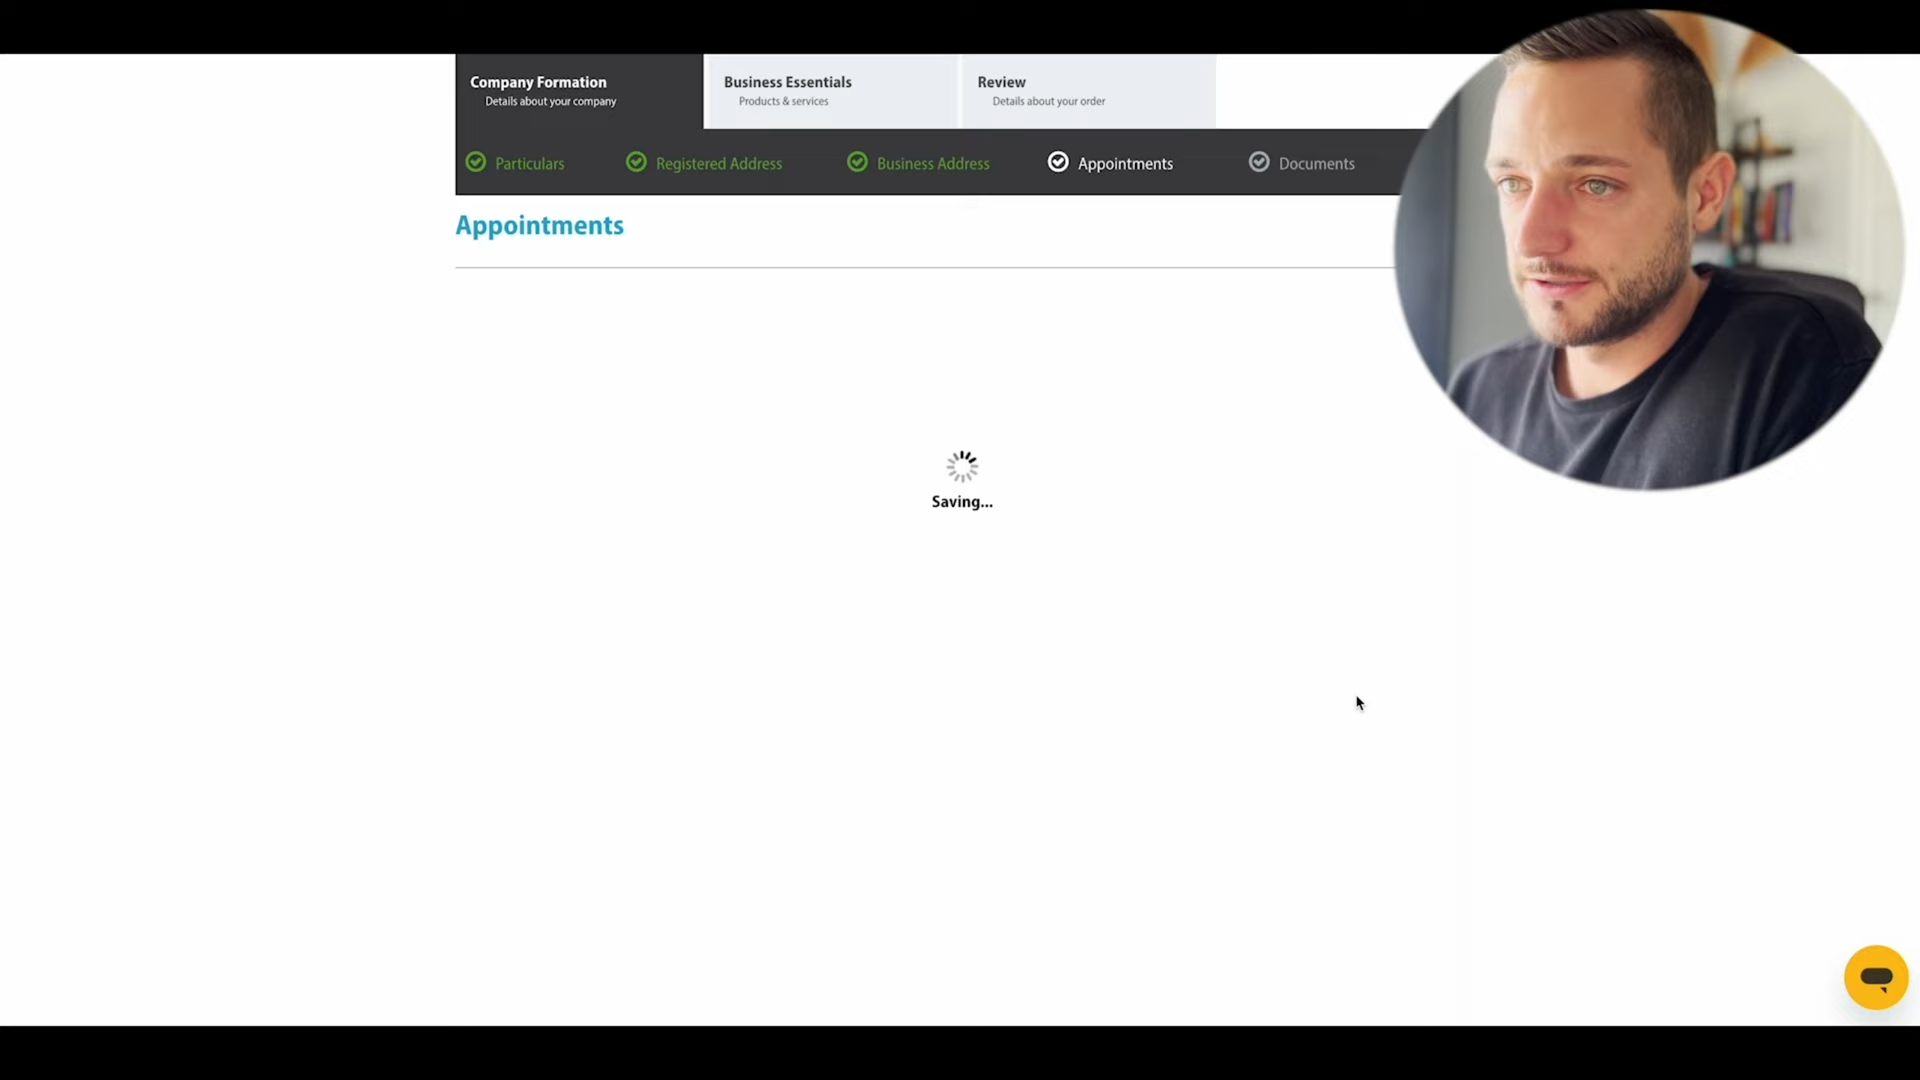 Company Formation
Details about your company
Business Essentials
Products & services
Review
Details about your order
Particulars
Registered Address
Business Address
Appointments
Documents
Appointments
Saving...